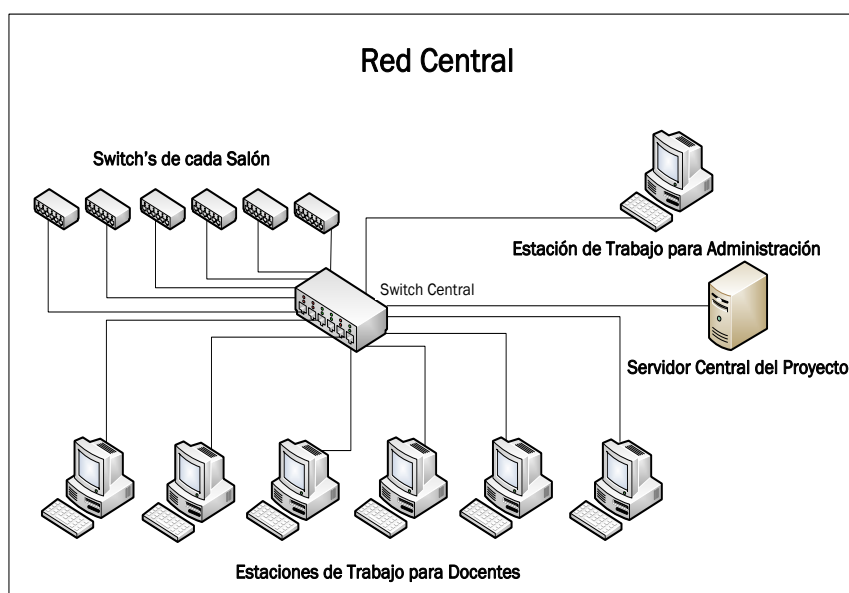 Red Central
Switch's de cada Salón
Estación de Trabajo para Administración
Switch Central
Servidor Central del Proyecto
Estaciones de Trabajo para Docentes